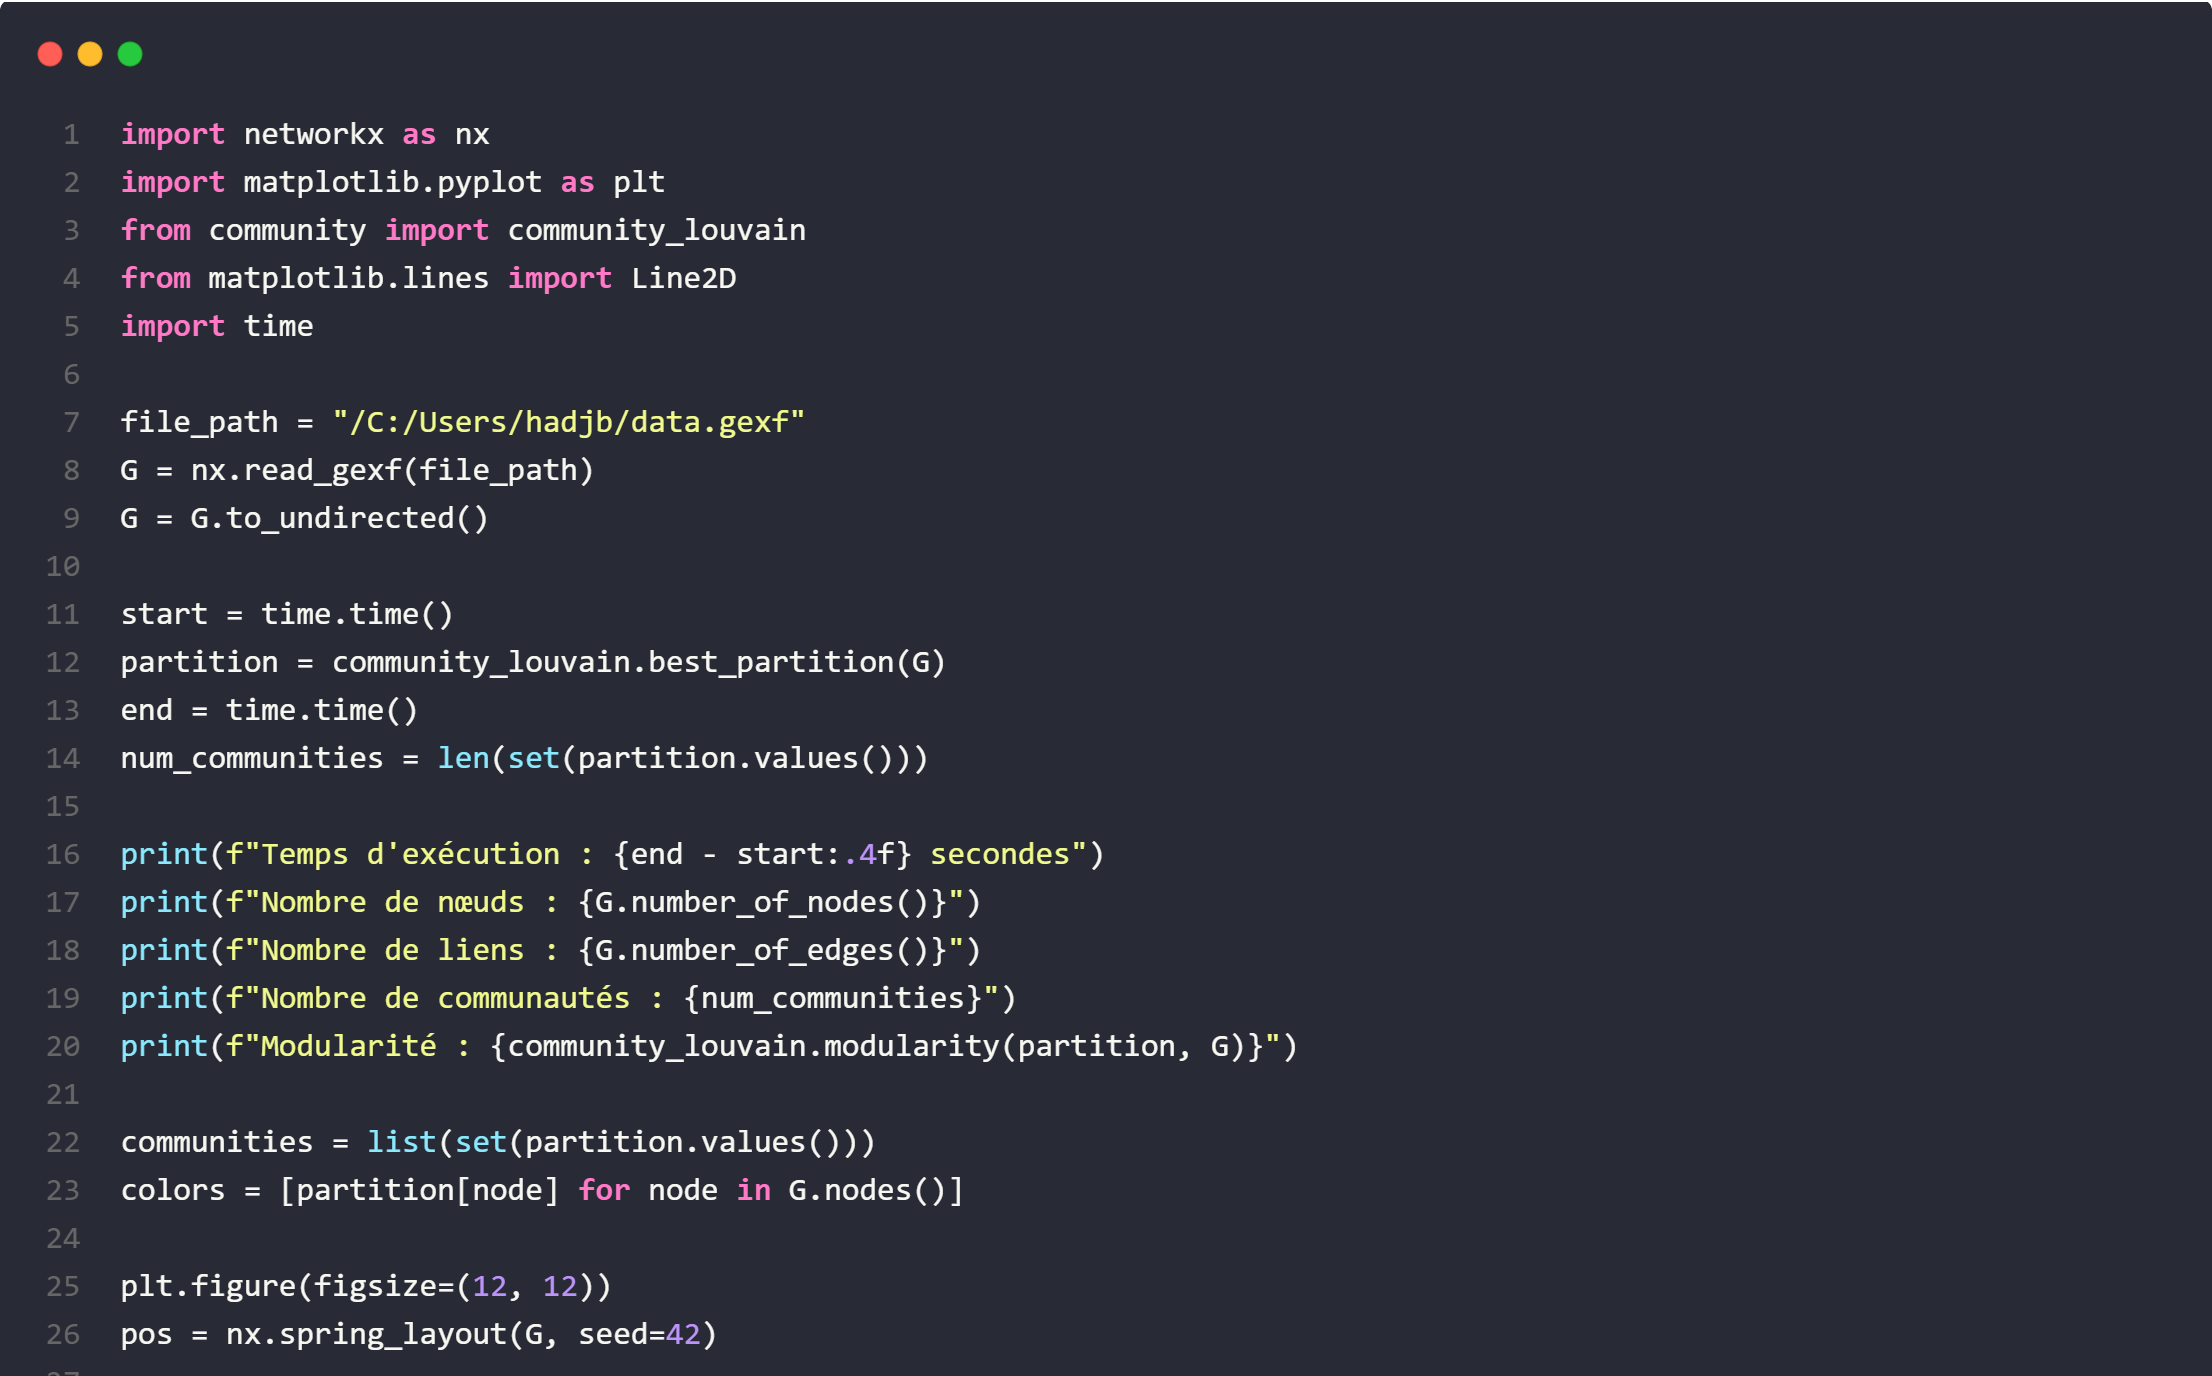 1 import networkx as nx
2 import matplotlib.pyplot as plt
3 from community import community_louvain
4 from matplotlib.lines import Line2D
5 import time
6
7 file_path = "/C:/Users/hadjb/data.gexf"
8 G = nx.read_gexf(file_path)
9 G = G.to_undirected()
10
11 start = time.time()
12 partition = community_louvain.best_partition(G)
13 end = time.time()
14 num_communities = len(set(partition.values()))
15
16 print(f"Temps d'exécution : {end - start:.4f} secondes")
17 print(f"Nombre de nœuds : {G.number_of_nodes()}")
18 print(f"Nombre de liens : {G.number_of_edges()}")
19 print(f"Nombre de communautés : {num_communities}")
20 print(f"Modularité : {community_louvain.modularity(partition, G)}")
21
22 communities = list(set(partition.values()))
23 colors = [partition[node] for node in G.nodes()]
24
25 plt.figure(figsize=(12, 12))
26 pos = nx.spring_layout(G, seed=42)